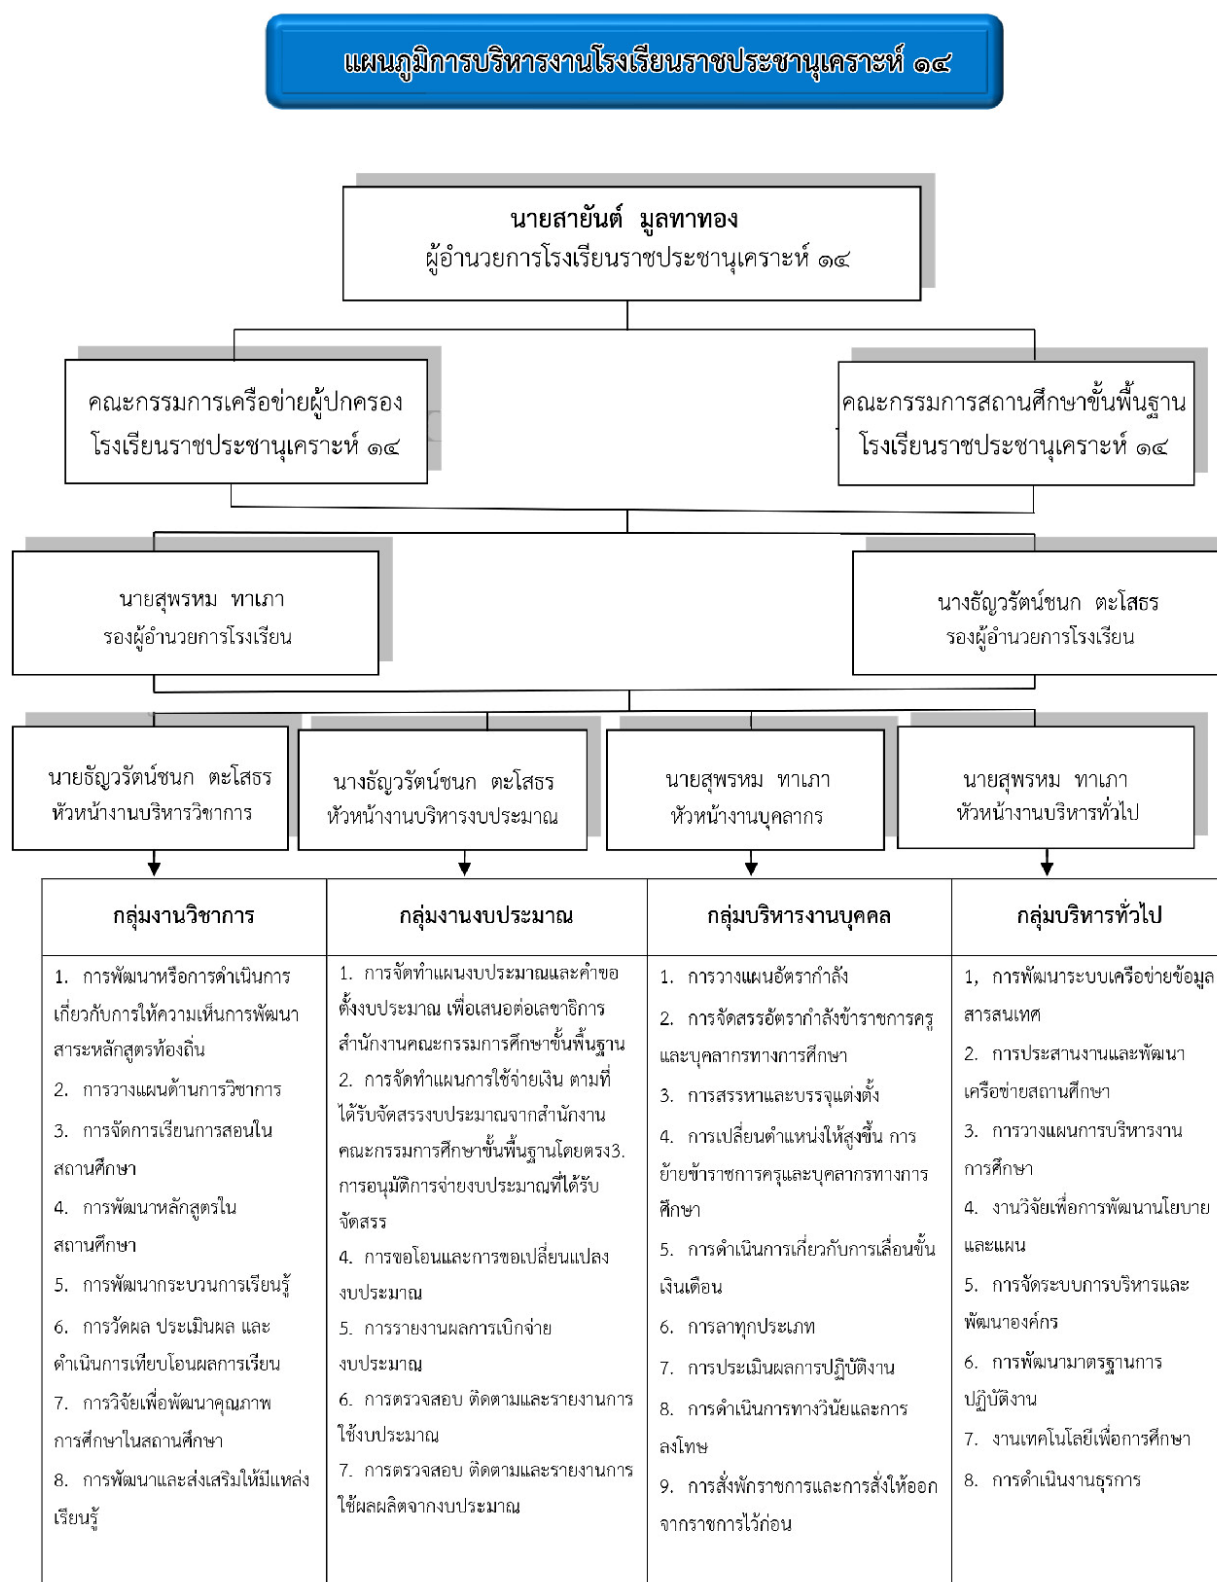 แผนภูมิการบริหารงานโรงเรียนราชประชานุเคราะห์ ๑๔
นายสายันต์ มูลทาทอง
ผู้อำนวยการโรงเรียนราชประชานุเคราะห์ ๑๔
คณะกรรมการเครือข่ายผู้ปกครอง
โรงเรียนราชประชานุเคราะห์ ๑๔
คณะกรรมการสถานศึกษาขั้นพื้นฐาน
โรงเรียนราชประชานุเคราะห์ ๑๔
นายสุพรหม ทาเภา
รองผู้อำนวยการโรงเรียน
นางธัญวรัตน์ชนก ตะโสธร
รองผู้อำนวยการโรงเรียน
นายธัญวรัตน์ชนก ตะโสธร
หัวหน้างานบริหารวิชาการ
นางธัญวรัตน์ชนก ตะโสธร
หัวหน้างานบริหารงบประมาณ
นายสุพรหม ทาเภา
หัวหน้างานบุคลากร
นายสุพรหม ทาเภา
หัวหน้างานบริหารทั่วไป
กลุ่มงานวิชาการ
1. การพัฒนาหรือการดำเนินการ
เกี่ยวกับการให้ความเห็นการพัฒนา
สาระหลักสูตรท้องถิ่น
2. การวางแผนด้านการวิชาการ
3. การจัดการเรียนการสอนใน
สถานศึกษา
4. การพัฒนาหลักสูตรใน
สถานศึกษา
5. การพัฒนากระบวนการเรียนรู้
6. การวัดผล ประเมินผล และ
ดำเนินการเทียบโอนผลการเรียน
7. การวิจัยเพื่อพัฒนาคุณภาพ
การศึกษาในสถานศึกษา
8. การพัฒนาและส่งเสริมให้มีแหล่ง
เรียนรู้
กลุ่มงานงบประมาณ
1. การจัดทำแผนงบประมาณและคำขอ
ตั้งงบประมาณ เพื่อเสนอต่อเลขาธิการ
สำนักงานคณะกรรมการศึกษาขั้นพื้นฐาน
2. การจัดทำแผนการใช้จ่ายเงิน ตามที่
ได้รับจัดสรรงบประมาณจากสำนักงาน
คณะกรรมการศึกษาขั้นพื้นฐานโดยตรง3.
การอนุมัติการจ่ายงบประมาณที่ได้รับ
จัดสรร
4. การขอโอนและการขอเปลี่ยนแปลง
งบประมาณ
5. การรายงานผลการเบิกจ่าย
งบประมาณ
6. การตรวจสอบ ติดตามและรายงานการ
ใช้งบประมาณ
7. การตรวจสอบ ติดตามและรายงานการ
ใช้ผลผลิตจากงบประมาณ
กลุ่มบริหารงานบุคคล
1. การวางแผนอัตรากำลัง
2. การจัดสรรอัตรากำลังข้าราชการครู
และบุคลากรทางการศึกษา
3. การสรรหาและบรรจุแต่งตั้ง
4. การเปลี่ยนตำแหน่งให้สูงขึ้น การ
ย้ายข้าราชการครุและบุคลากรทางการ
ศึกษา
5. การดำเนินการเกี่ยวกับการเลื่อนขั้น
เงินเดือน
6. การลาทุกประเภท
7. การประเมินผลการปฏิบัติงาน
8. การดำเนินการทางวินัยและการ
ลงโทษ
9. การสั่งพักราชการและการสั่งให้ออก
จากราชการไว้ก่อน
กลุ่มบริหารทั่วไป
1, การพัฒนาระบบเครือข่ายข้อมูล
สารสนเทศ
2. การประสานงานและพัฒนา
เครือข่ายสถานศึกษา
3. การวางแผนการบริหารงาน
การศึกษา
4. งานวิจัยเพื่อการพัฒนานโยบาย
และแผน
5. การจัดระบบการบริหารและ
พัฒนาองค์กร
6. การพัฒนามาตรฐานการ
ปฏิบัติงาน
7. งานเทคโนโลยีเพื่อการศึกษา
8. การดำเนินงานธุรการ